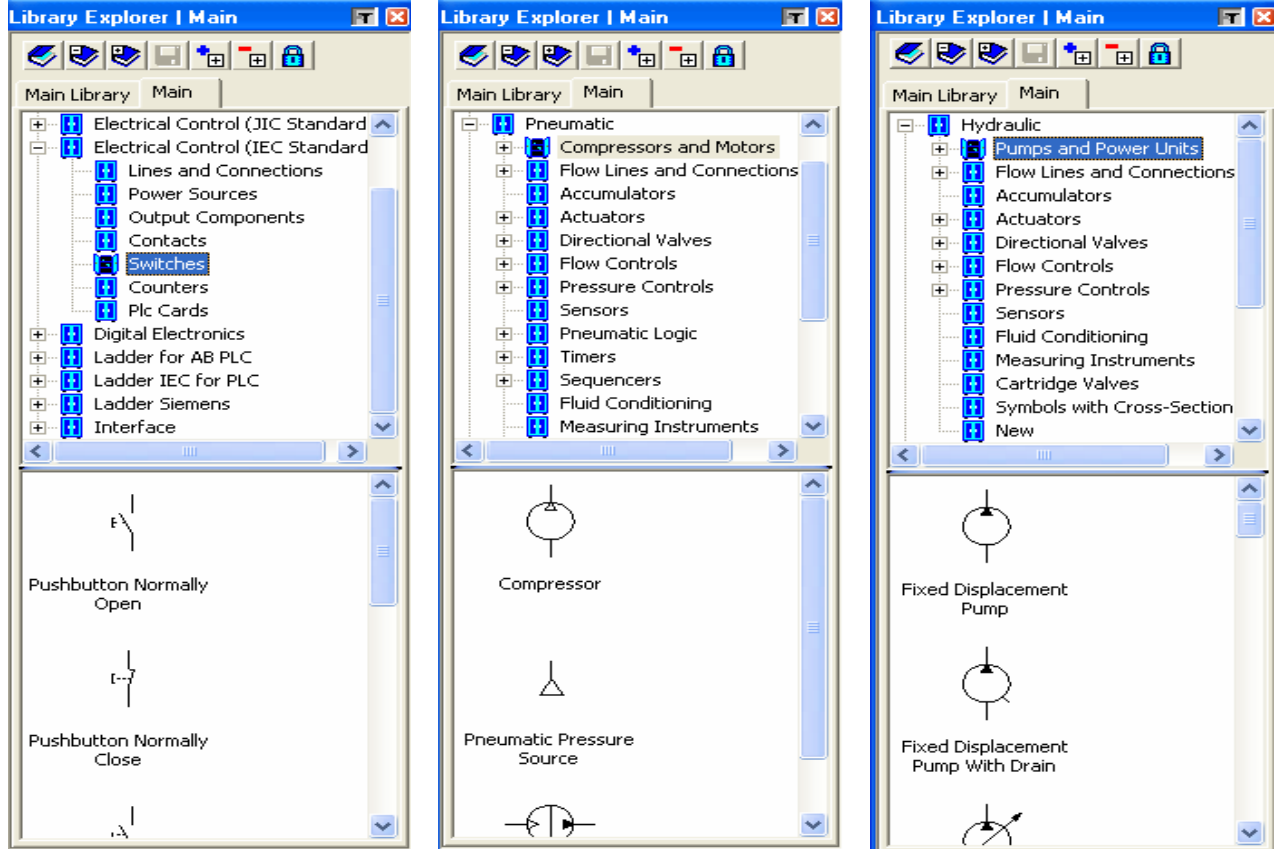 Library Explorer | Main
Main Library Main
Electrical Control (JIC Standard
Electrical Control (IEC Standard
Lines and Connections
Power Sources
Output Components
Contacts
Switches
Counters
Plc Cards
Digital Electronics
Ladder for AB PLC
Ladder IEC for PLC
Ladder Siemens
Interface
Pushbutton Normally
Open
Pushbutton Normally
Close
Library Explorer | Main
Main Library Main
Pneumatic
Compressors and Motors
Flow Lines and Connections
Accumulators
Actuators
Directional Valves
Flow Controls
Pressure Controls
Sensors
Pneumatic Logic
Timers
Sequencers
Fluid Conditioning
Measuring Instruments
Compressor
Pneumatic Pressure
Source
Library Explorer | Main
Main Library Main
Hydraulic
Pumps and Power Units
Flow Lines and Connections
Accumulators
Actuators
Directional Valves
Flow Controls
Pressure Controls
Sensors
Fluid Conditioning
Measuring Instruments
Cartridge Valves
Symbols with Cross-Section
New
Fixed Displacement
Pump
Fixed Displacement
Pump With Drain